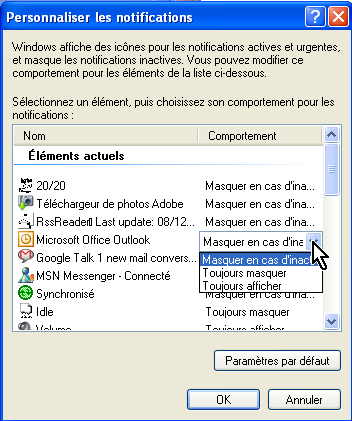 Personnaliser les notifications
Windows affiche des icônes pour les notifications actives et urgentes,
et masque les notifications inactives. Vous pouvez modifier ce
comportement pour les éléments de la liste ci-dessous.
Sélectionnez un élément, puis choisissez son comportement pour les
notifications :
Nom Comportement
Éléments actuels
20/20 Masquer en cas d'ina...
Téléchargeur de photos Adobe Masquer en cas d'ina...
RssReader Last update: 08/12... Masquer en cas d'ina...
Microsoft Office Outlook Masquer en cas d'ina
Google Talk 1 new mail convers... Masquer en cas d'inac
MSN Messenger - Connecté Toujours masquer
Toujours afficher
Synchronisé Masquer en cas d'ina...
Idle Masquer en cas d'ina...
Volume Toujours afficher
Paramètres par défaut
OK Annuler